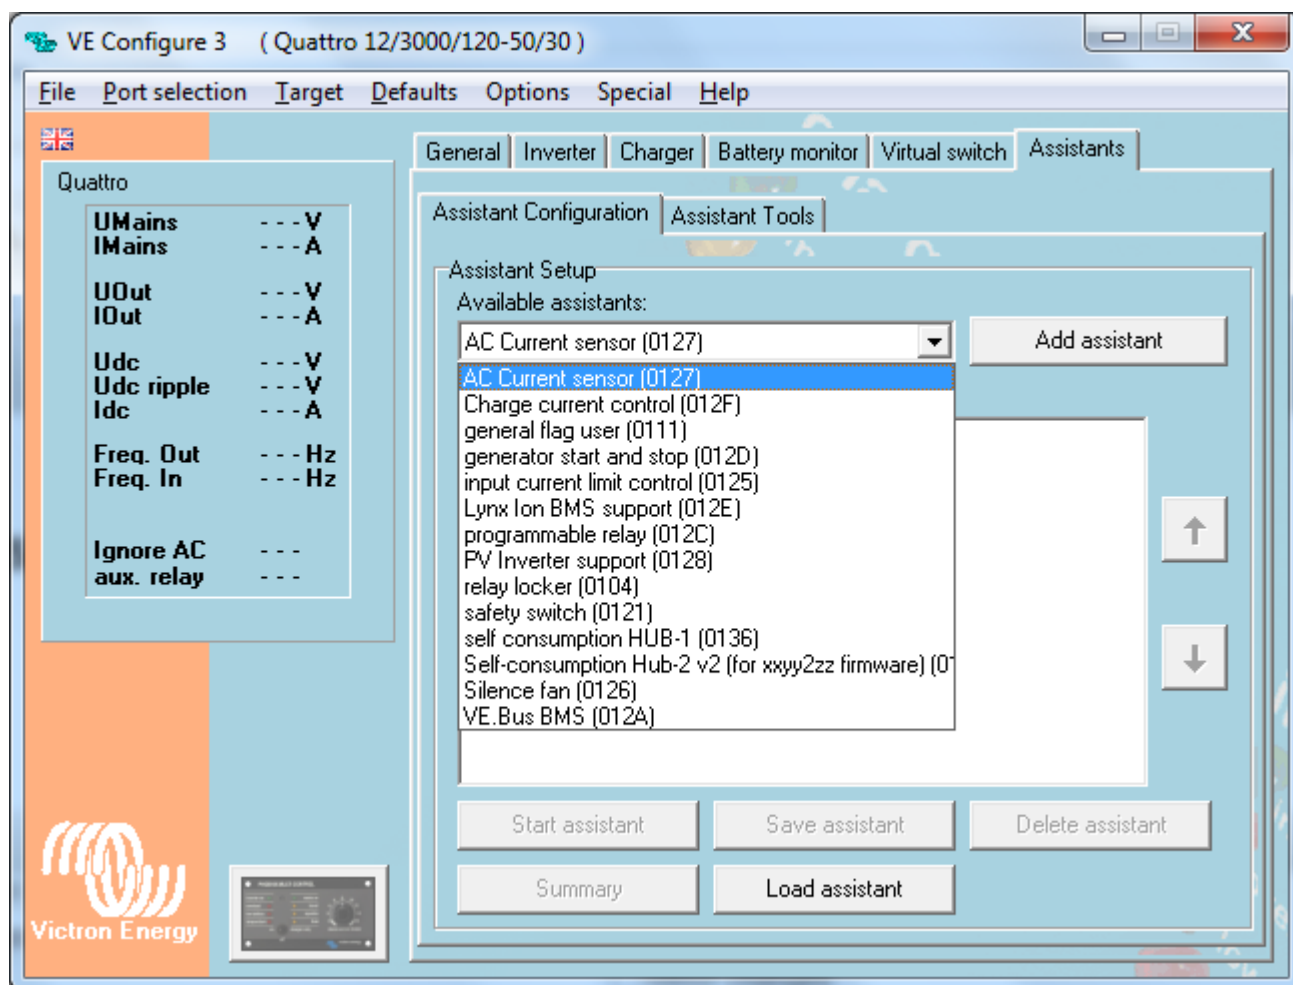 VE Configure 3 ( Quattro 12/3000/120-50/30 )
File Port selection Target Defaults Options Special Help
General Inverter Charger Battery monitor Virtual switch Assistants
Quattro
UMains - - - V
IMains - - - A
UOut - - - V
IOut - - - A
Udc - - - V
Udc ripple - - - V
Idc - - - A
Freq. Out - - - Hz
Freq. In - - - Hz
Ignore AC - - -
aux. relay - - -
Assistant Configuration Assistant Tools
Assistant Setup
Available assistants:
AC Current sensor (0127) Add assistant
AC Current sensor (0127)
Charge current control (012F)
general flag user (0111)
generator start and stop (012D)
input current limit control (0125)
Lynx Ion BMS support (012E)
programmable relay (012C)
PV Inverter support (0128)
relay locker (0104)
safety switch (0121)
self consumption HUB-1 (0136)
Self-consumption Hub-2 v2 (for xxyy2zz firmware) (0
Silence fan (0126)
VE.Bus BMS (012A)
Start assistant Save assistant Delete assistant
Summary Load assistant
Victron Energy